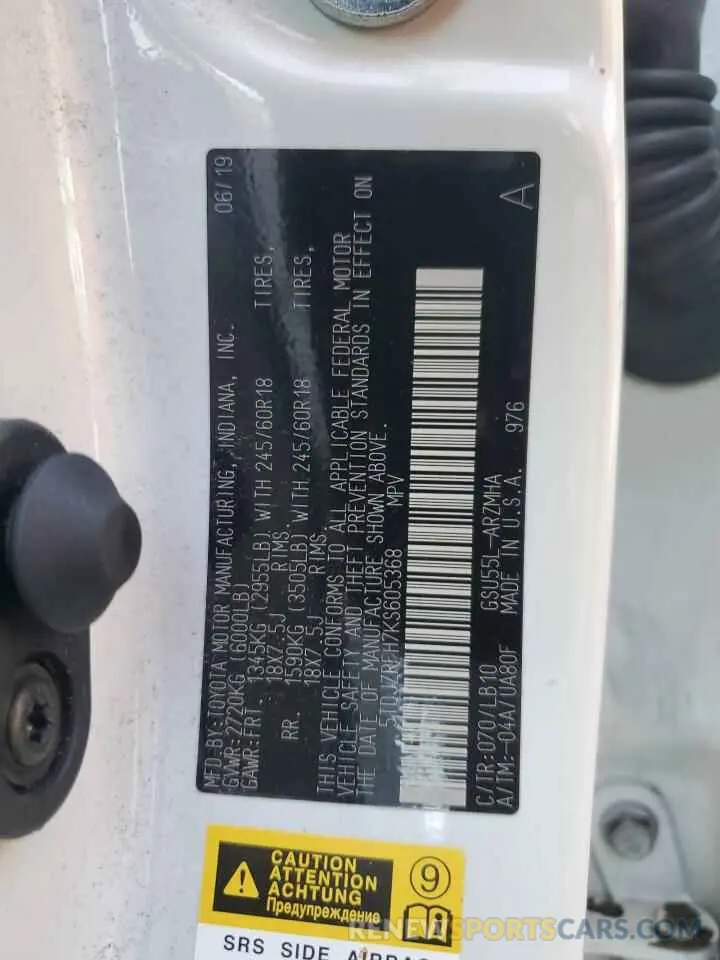 MFD.BY:TOYOTA MOTOR MANUFACTURING, INDIANA, INC. 06/19
GVWR:2720KG (6000LB)
GAWR:FRT. 1345KG (2955LB) WITH 245/60R18 TIRES,
18X7.5J RIMS.
RR. 1590KG (3505LB) WITH 245/60R18 TIRES,
18X7.5J RIMS.
THIS VEHICLE CONFORMS TO ALL APPLICABLE FEDERAL MOTOR
VEHICLE SAFETY AND THEFT PREVENTION STANDARDS IN EFFECT ON
THE DATE OF MANUFACTURE SHOWN ABOVE.
5TDJZRFH7KS605368 MPV
C/TR:070/LB10 GSU55L-ARZMHA
A/TM:-04A/UA80F MADE IN U.S.A. 976
A
CAUTION
ATTENTION
ACHTUNG
Предупреждение
9
SRS SIDE
RENEWSPORTSCARS.COM